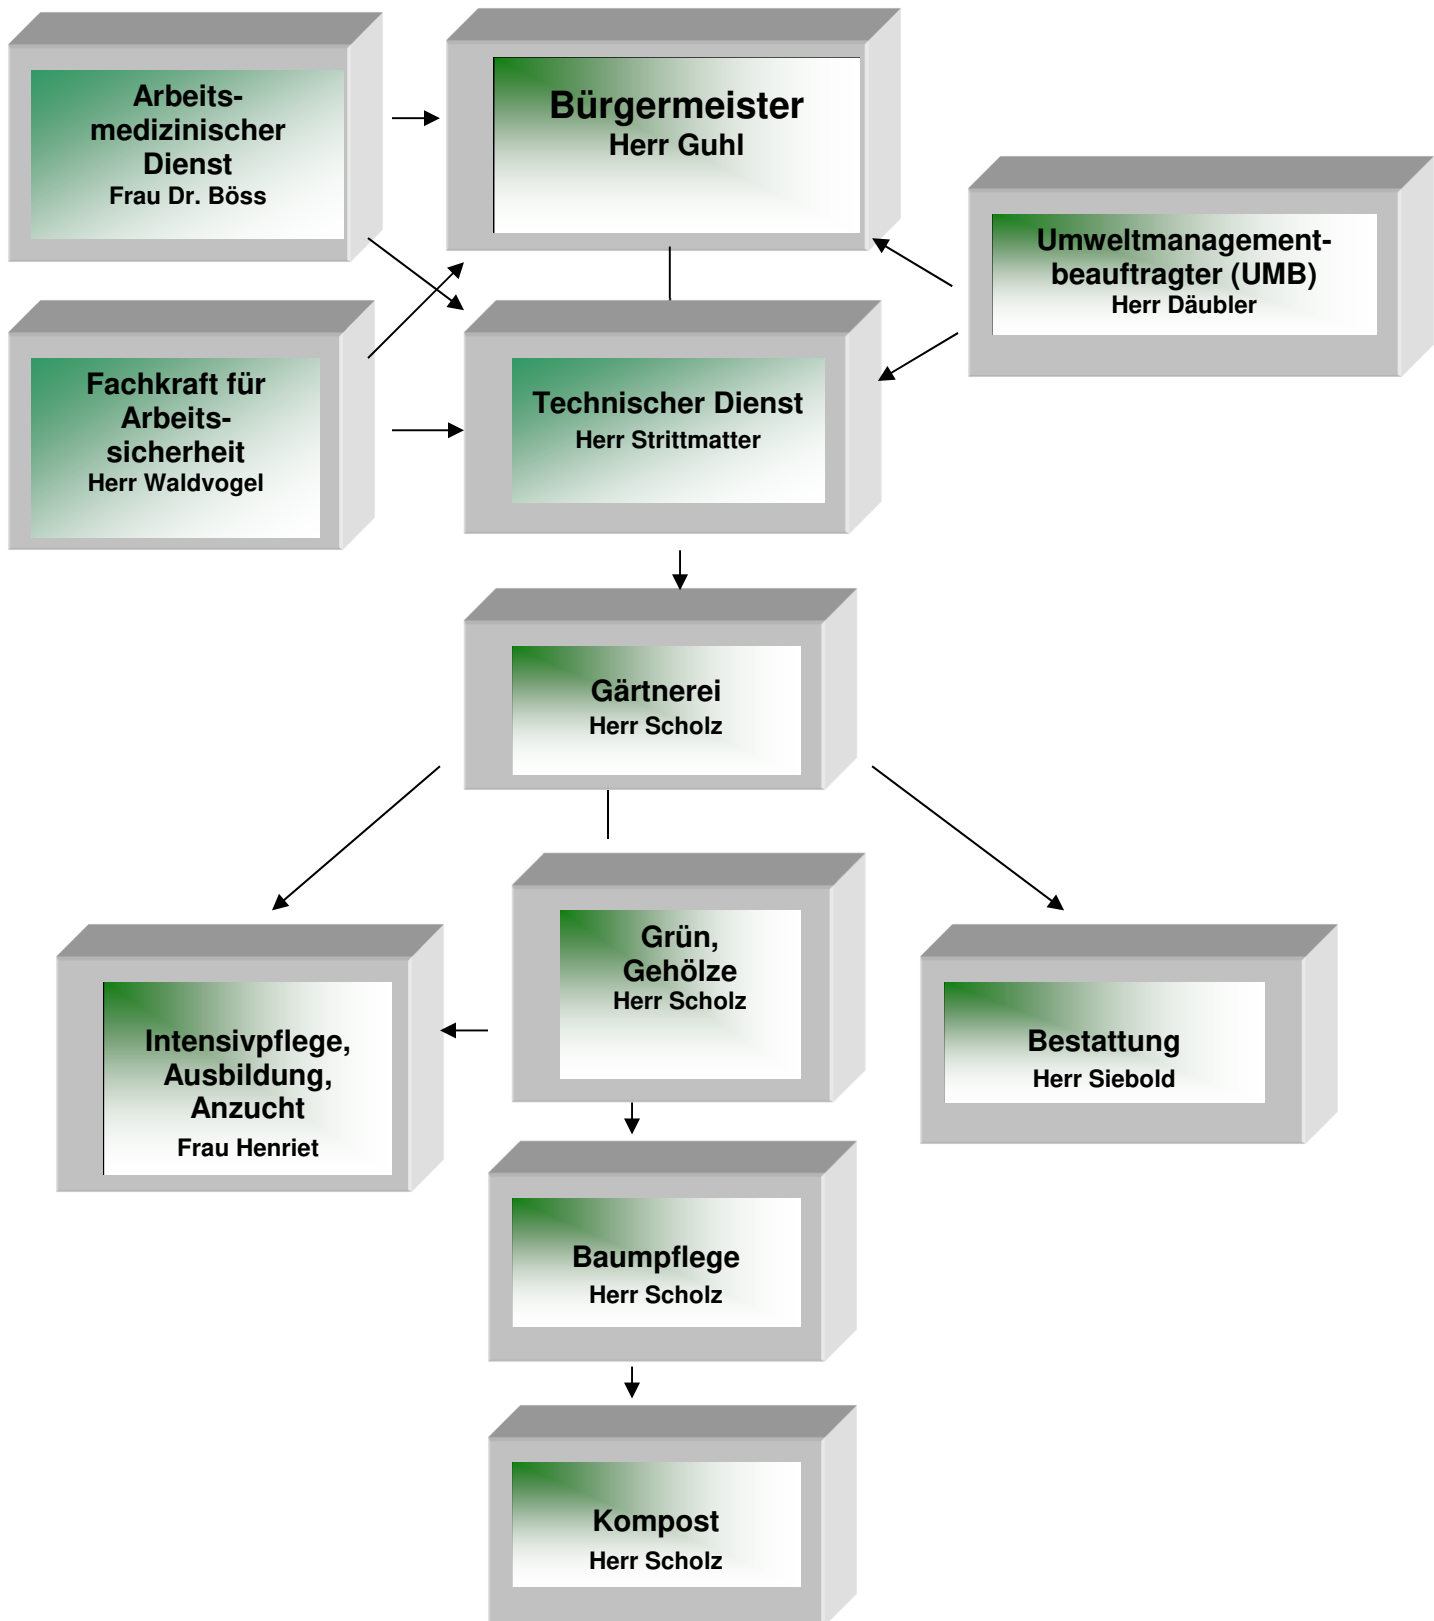 Arbeits-
medizinischer
Dienst
Frau Dr. Böss
Bürgermeister
Herr Guhl
Umweltmanagement-
beauftragter (UMB)
Herr Däubler
Fachkraft für
Arbeits-
sicherheit
Herr Waldvogel
Technischer Dienst
Herr Strittmatter
Gärtnerei
Herr Scholz
Grün,
Gehölze
Herr Scholz
Intensivpflege,
Ausbildung,
Anzucht
Frau Henriet
Bestattung
Herr Siebold
Baumpflege
Herr Scholz
Kompost
Herr Scholz